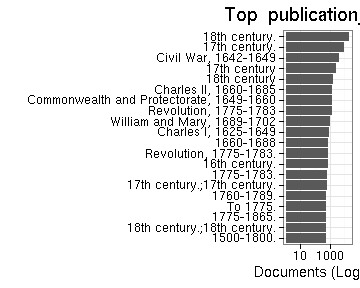 Top publication
18th century.
17th century.
Civil War, 1642-1649
17th century
18th century
Charles II, 1660-1685
Commonwealth and Protectorate, 1649-1660
Revolution, 1775-1783
William and Mary, 1689-1702
Charles I, 1625-1649
1660-1688
Revolution, 1775-1783.
16th century.
1775-1783.
17th century.;17th century.
1760-1789.
To 1775.
1775-1865.
18th century.;18th century.
1500-1800.
10 1000
Documents (Log